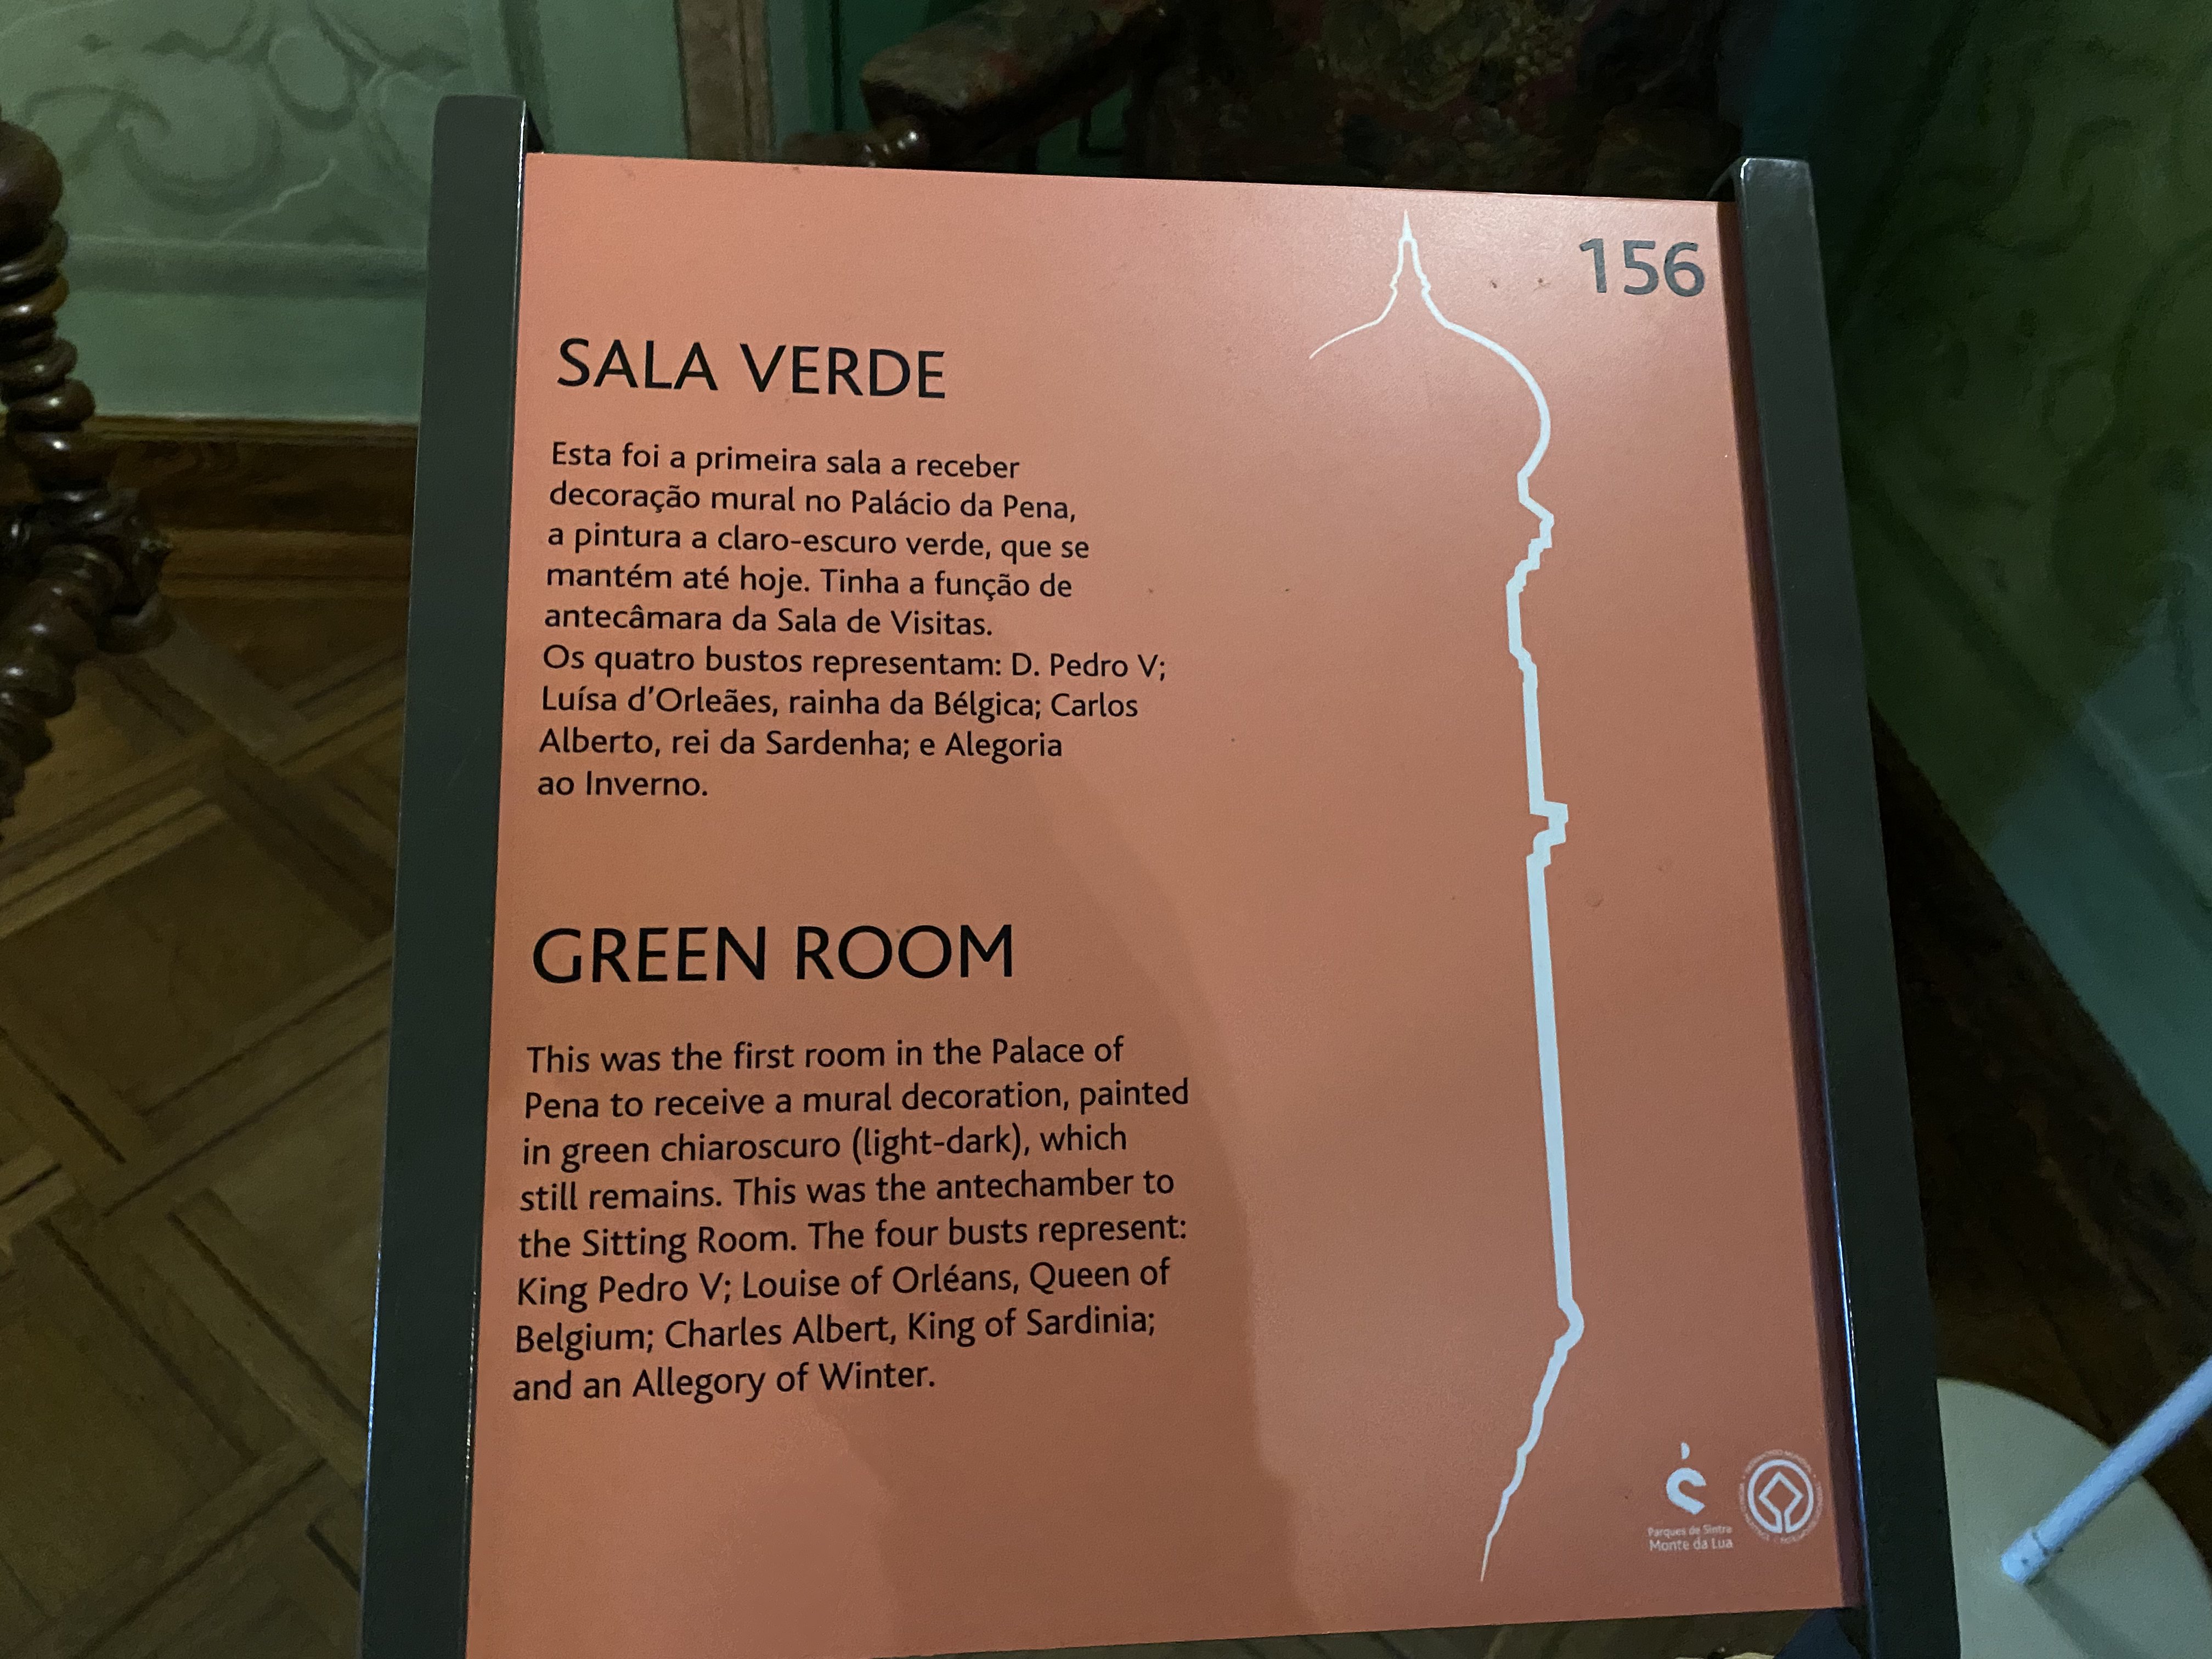 156
SALA VERDE
Esta foi a primeira sala a receber
decoração mural no Palácio da Pena,
a pintura a claro-escuro verde, que se
mantém até hoje. Tinha a função de
antecâmara da Sala de Visitas.
Os quatro bustos representam: D. Pedro V;
Luísa d’Orleães, rainha da Bélgica; Carlos
Alberto, rei da Sardenha; e Alegoria
ao Inverno.
GREEN ROOM
This was the first room in the Palace of
Pena to receive a mural decoration, painted
in green chiaroscuro (light-dark), which
still remains. This was the antechamber to
the Sitting Room. The four busts represent:
King Pedro V; Louise of Orléans, Queen of
Belgium; Charles Albert, King of Sardinia;
and an Allegory of Winter.
Parques de Sintra
Monte da Lua